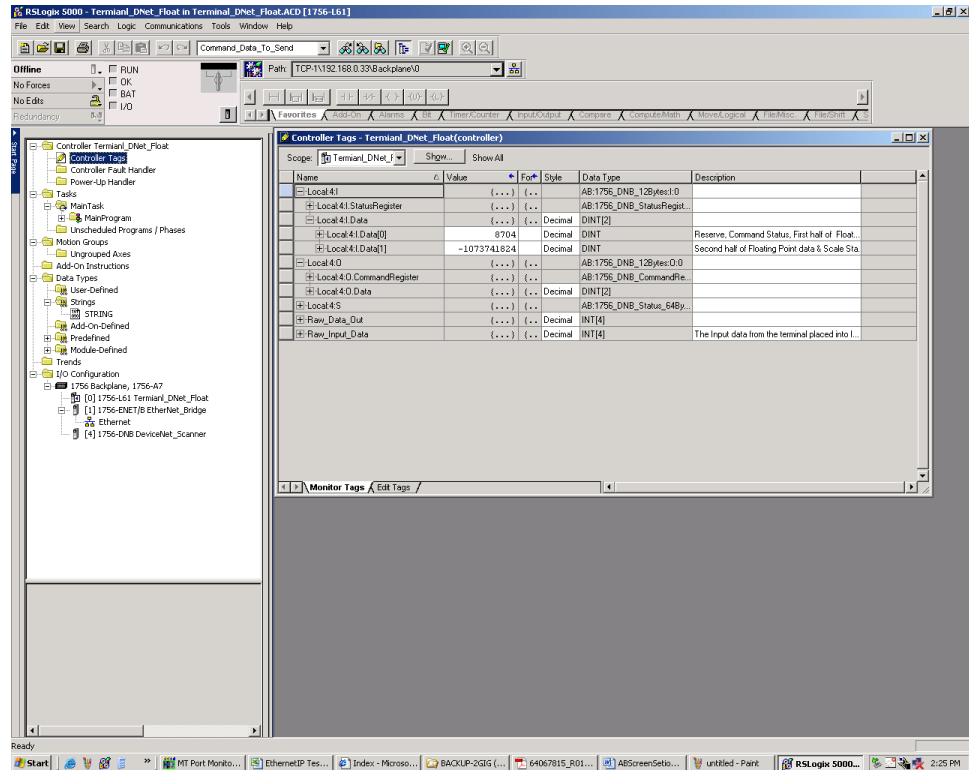 RSLogix 5000 - Termianl_DNet_Float in Terminal_DNet_Float.ACD [1756-L61]
File Edit View Search Logic Communications Tools Window Help
Command_Data_To_Send
Offline RUN
No Forces OK
No Edits BAT
Redundancy I/O
Path: TCP-1\192.168.0.33\Backplane\0
Favorites Add-On Alarms Bit Timer/Counter Input/Output Compare Compute/Math Move/Logical File/Misc. File/Shift S
Start Page
Controller Termianl_DNet_Float
Controller Tags
Controller Fault Handler
Power-Up Handler
Tasks
MainTask
MainProgram
Unscheduled Programs / Phases
Motion Groups
Ungrouped Axes
Add-On Instructions
Data Types
User-Defined
Strings
STRING
Add-On-Defined
Predefined
Module-Defined
Trends
I/O Configuration
1756 Backplane, 1756-A7
[0] 1756-L61 Termianl_DNet_Float
[1] 1756-ENET/B EtherNet_Bridge
Ethernet
[4] 1756-DNB DeviceNet_Scanner
Controller Tags - Termianl_DNet_Float(controller)
Scope: Termianl_DNet_F Show... Show All
Name Value For Style Data Type Description
Local:4:I {...} {.. AB:1756_DNB_12Bytes:I:0
Local:4:I.StatusRegister {...} {.. AB:1756_DNB_StatusRegist...
Local:4:I.Data {...} {.. Decimal DINT[2]
Local:4:I.Data[0] 8704 Decimal DINT Reserve, Command Status, First half of Float...
Local:4:I.Data[1] -1073741824 Decimal DINT Second half of Floating Point data & Scale Sta
Local:4:O {...} {.. AB:1756_DNB_12Bytes:O:0
Local:4:O.CommandRegister {...} {.. AB:1756_DNB_CommandRe...
Local:4:O.Data {...} {.. Decimal DINT[2]
Local:4:S {...} {.. AB:1756_DNB_Status_64By...
Raw_Data_Out {...} {.. Decimal INT[4]
Raw_Input_Data {...} {.. Decimal INT[4] The Input data from the terminal placed into I...
Monitor Tags Edit Tags
Ready
Start » MT Port Monito... EthernetIP Tes... Index - Microso... BACKUP-2GIG (... 64067815_R01... ABScreenSetio... untitled - Paint RSLogix 5000... 2:25 PM